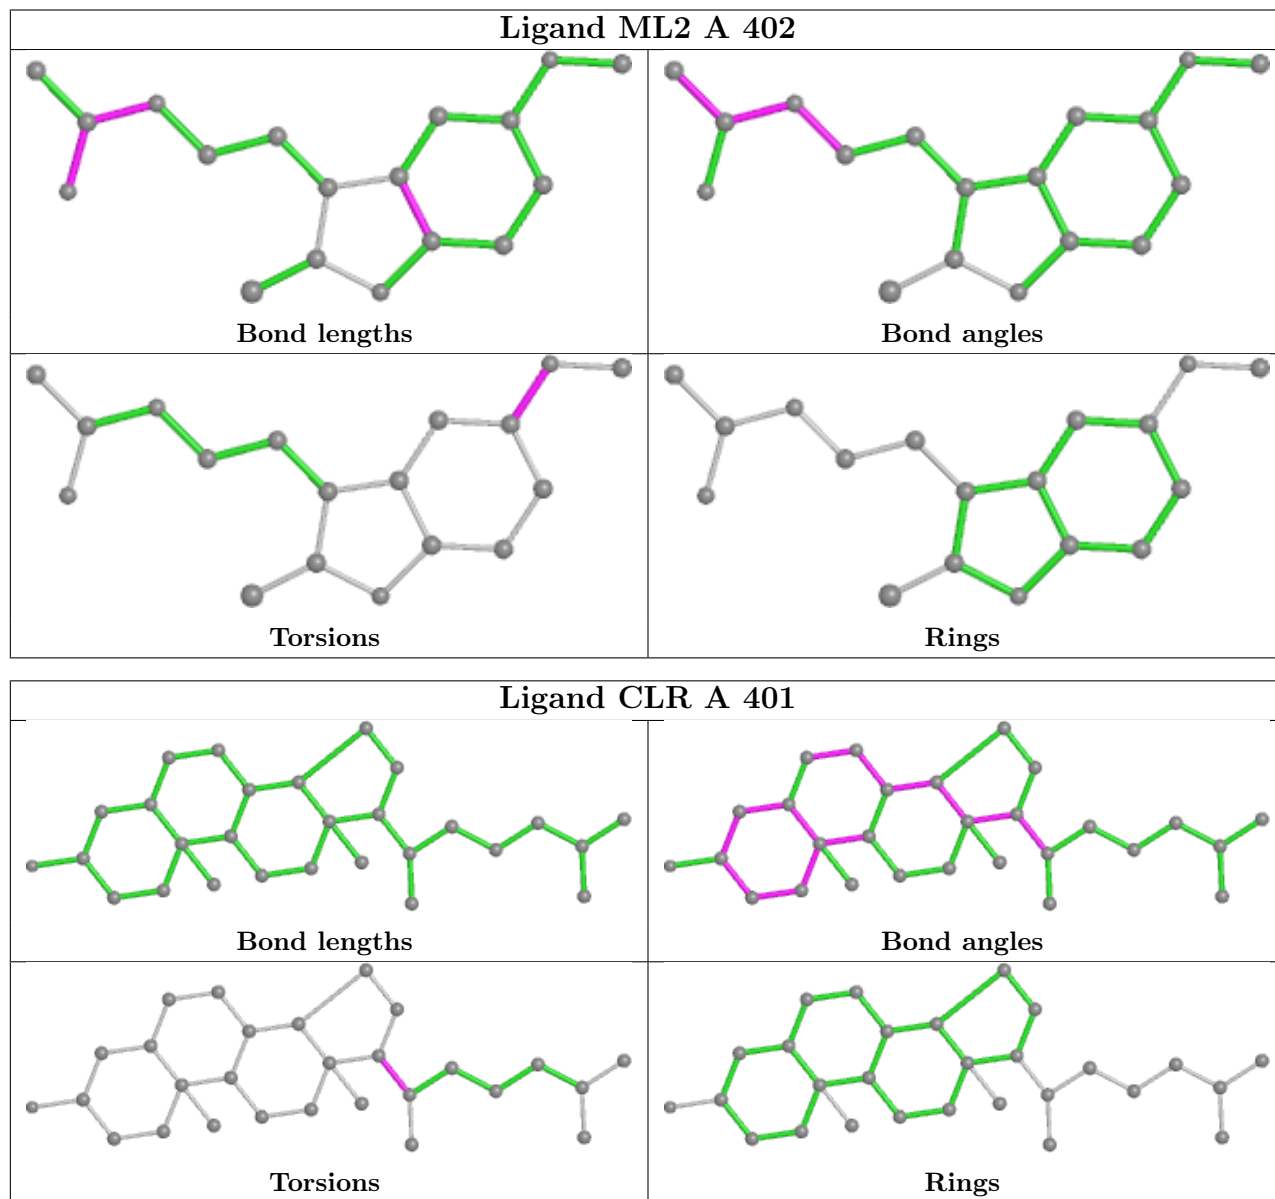 Ligand ML2 A 402
Bond lengths
Bond angles
Torsions
Rings
Ligand CLR A 401
Bond lengths
Bond angles
Torsions
Rings